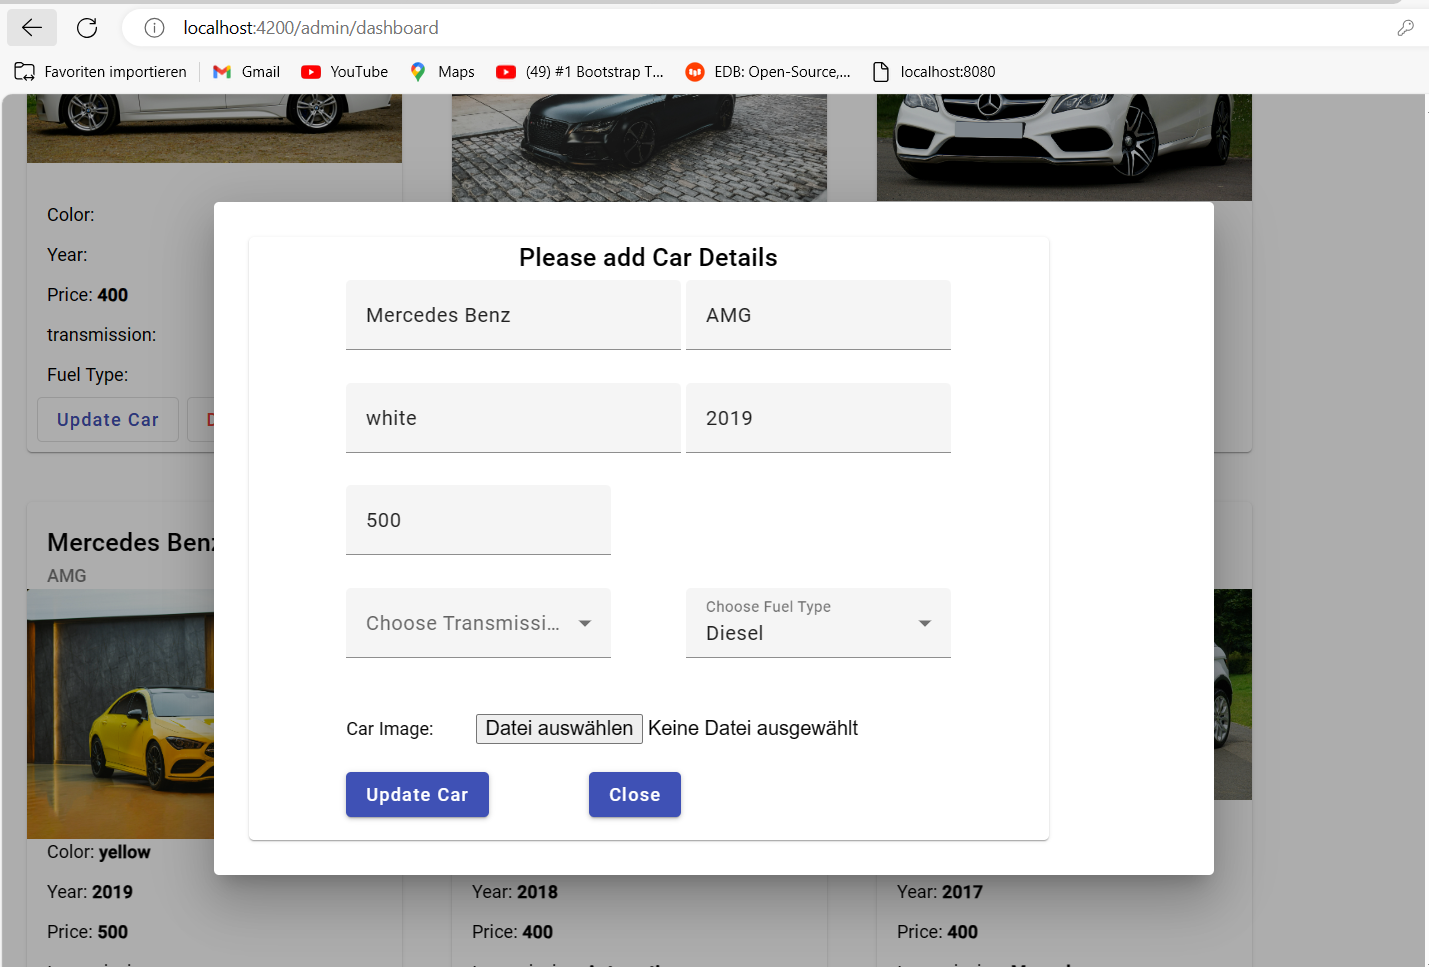 localhost:4200/admin/dashboard
Favoriten importieren
Gmail
YouTube
Maps
(49) #1 Bootstrap T...
EDB: Open-Source,...
localhost:8080
Color:
Year:
Price: 400
transmission:
Fuel Type:
Update Car
Please add Car Details
Mercedes Benz
AMG
white
2019
500
Choose Transmissi...
Choose Fuel Type
Diesel
Car Image:
Datei auswählen Keine Datei ausgewählt
Update Car
Close
Mercedes Ben
AMG
Color: yellow
Year: 2019
Price: 500
Year: 2018
Price: 400
Year: 2017
Price: 400